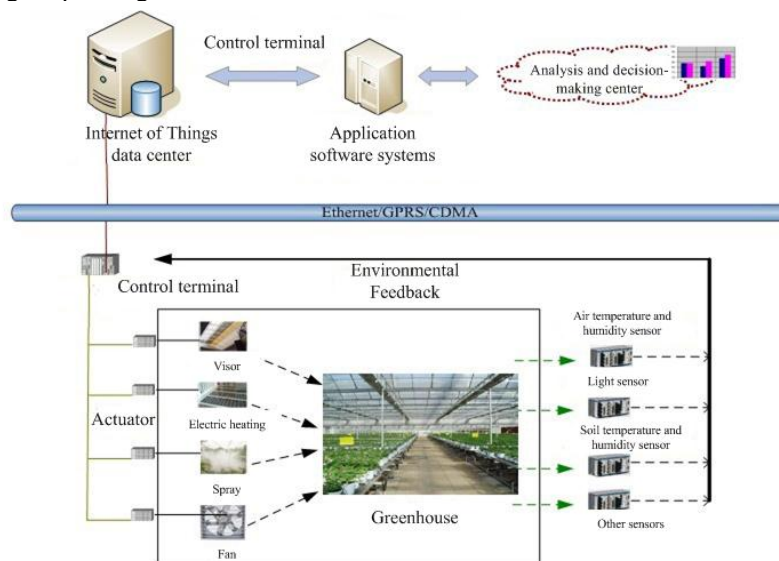 Control terminal
Analysis and decision-
making center
Internet of Things
data center
Application
software systems
Ethernet/GPRS/CDMA
Environmental
Feedback
Control terminal
Air temperature and
humidity sensor
Visor
Light sensor
Actuator
Electric heating
Soil temperature and
humidity sensor
Spray
Greenhouse
Other sensors
Fan